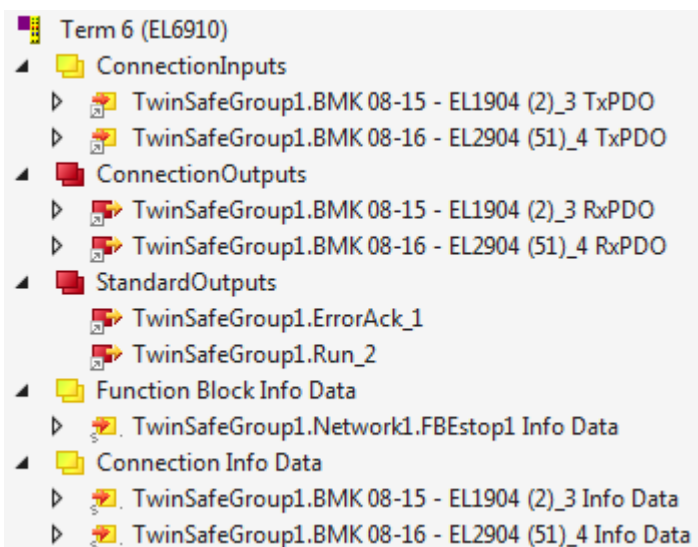 Term 6 (EL6910)
ConnectionInputs
TwinSafeGroup1.BMK 08-15 - EL1904 (2)_3 TxPDO
TwinSafeGroup1.BMK 08-16 - EL2904 (51)_4 TxPDO
ConnectionOutputs
TwinSafeGroup1.BMK 08-15 - EL1904 (2)_3 RxPDO
TwinSafeGroup1.BMK 08-16 - EL2904 (51)_4 RxPDO
StandardOutputs
TwinSafeGroup1.ErrorAck_1
TwinSafeGroup1.Run_2
Function Block Info Data
TwinSafeGroup1.Network1.FBEstop1 Info Data
Connection Info Data
TwinSafeGroup1.BMK 08-15 - EL1904 (2)_3 Info Data
TwinSafeGroup1.BMK 08-16 - EL2904 (51)_4 Info Data